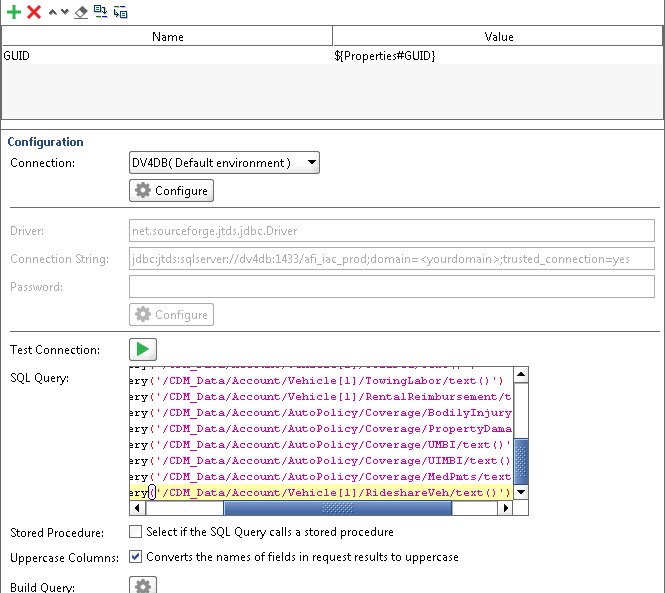 Name Value
GUID ${Properties#GUID}
Configuration
Connection: DV4DB( Default environment )
Configure
Driver: net.sourceforge.jtds.jdbc.Driver
Connection String: jdbc:jtds:sqlserver://dv4db:1433/afi_iac_prod;domain=<yourdomain>;trusted_connection=yes
Password:
Configure
Test Connection:
SQL Query:
ery('/CDM_Data/Account/Vehicle[1]/TowingLabor/text()')
ery('/CDM_Data/Account/Vehicle[1]/RentalReimbursement/t
ery('/CDM_Data/Account/AutoPolicy/Coverage/BodilyInjury
ery('/CDM_Data/Account/AutoPolicy/Coverage/PropertyDama
ery('/CDM_Data/Account/AutoPolicy/Coverage/UMBI/text()'
ery('/CDM_Data/Account/AutoPolicy/Coverage/UIMBI/text()
ery('/CDM_Data/Account/AutoPolicy/Coverage/MedPmts/text
ery('/CDM_Data/Account/Vehicle[1]/RideshareVeh/text()')
Stored Procedure: Select if the SQL Query calls a stored procedure
Uppercase Columns: Converts the names of fields in request results to uppercase
Build Query: